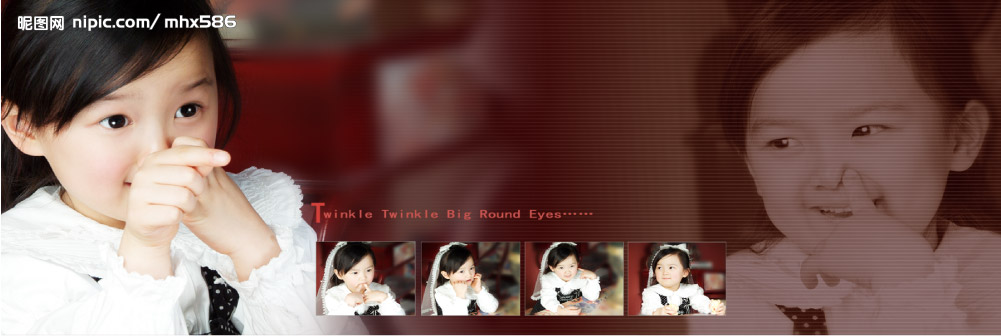 昵图网 nipic.com/ mhx586
Twinkle Twinkle Big Round Eyes……